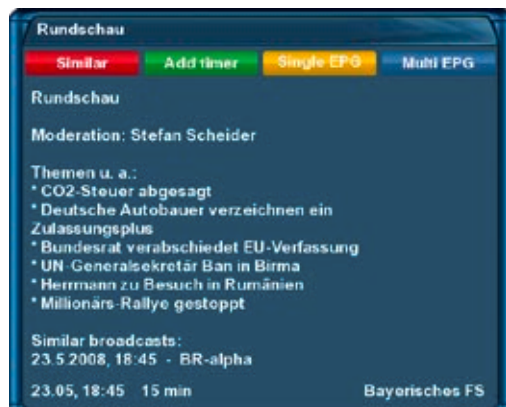 Rundschau
Similar Add timer Single EPG Multi EPG
Rundschau
Moderation: Stefan Scheider
Themen u. a.:
* CO2-Steuer abgesagt
* Deutsche Autobauer verzeichnen ein
Zulassungsplus
* Bundesrat verabschiedet EU-Verfassung
* UN-Generalsekretär Ban in Birma
* Herrmann zu Besuch in Rumänien
* Millionärs-Rallye gestoppt
Similar broadcasts:
23.5.2008, 18:45 - BR-alpha
23.05, 18:45 15 min Bayerisches FS